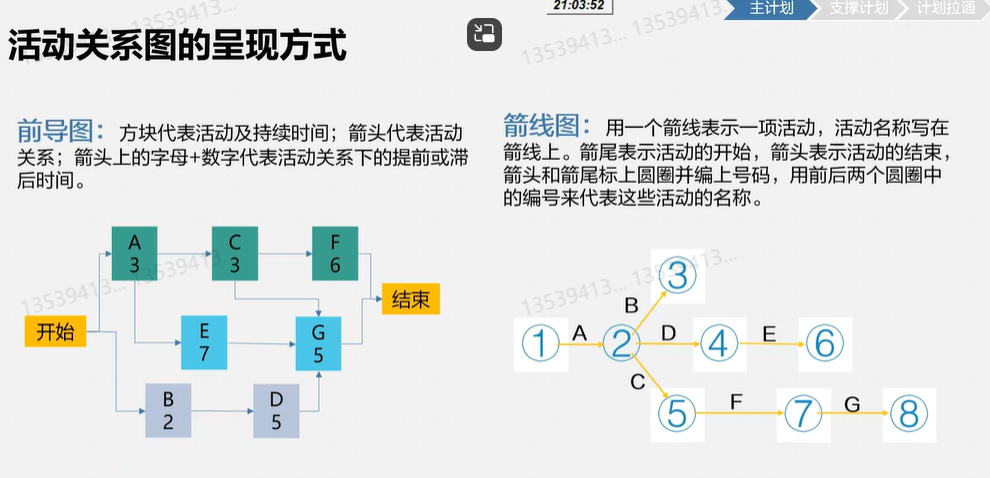 21:03:52
主计划
支撑计划
计划拉通
13539413...
13539413...
活动关系图的呈现方式
前导图：方块代表活动及持续时间；箭头代表活动
关系；箭头上的字母+数字代表活动关系下的提前或滞
后时间。
箭线图：用一个箭线表示一项活动，活动名称写在
箭线上。箭尾表示活动的开始，箭头表示活动的结束，
箭头和箭尾标上圆圈并编上号码，用前后两个圆圈中
的编号来代表这些活动的名称。
A
3
C
3
F
6
开始
E
7
G
5
结束
B
2
D
5
13539413...
13539413...
1
A
2
B
3
D
4
E
6
C
5
F
7
G
8
13539413...
13539413...